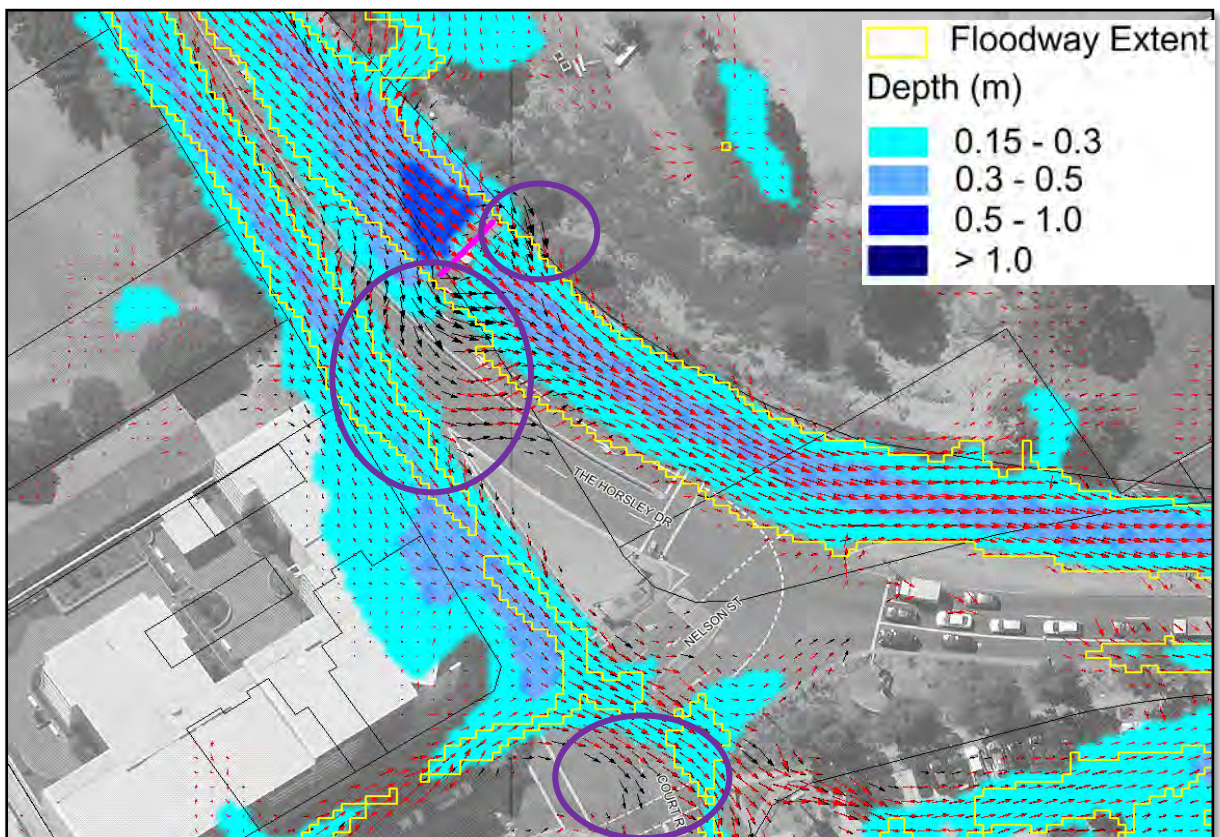 Floodway Extent
Depth (m)
0.15 - 0.3
0.3 - 0.5
0.5 - 1.0
> 1.0
THE HORSLEY DR
NELSON ST
COURT R